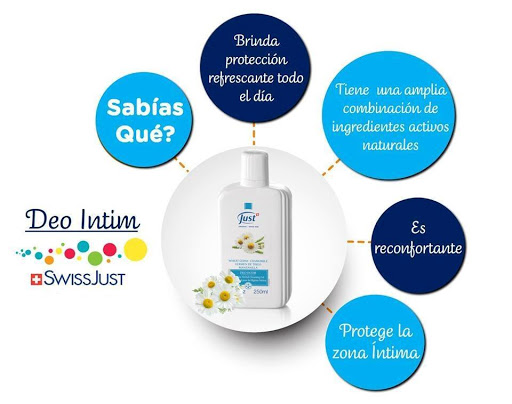 Brinda
protección
refrescante todo
el día
Sabías
Qué?
Tiene una amplia
combinación de
ingredientes activos
naturales
Deo Intim
SWISSJUST
Just
250ml
Es
reconfortante
Protege la
zona Íntima